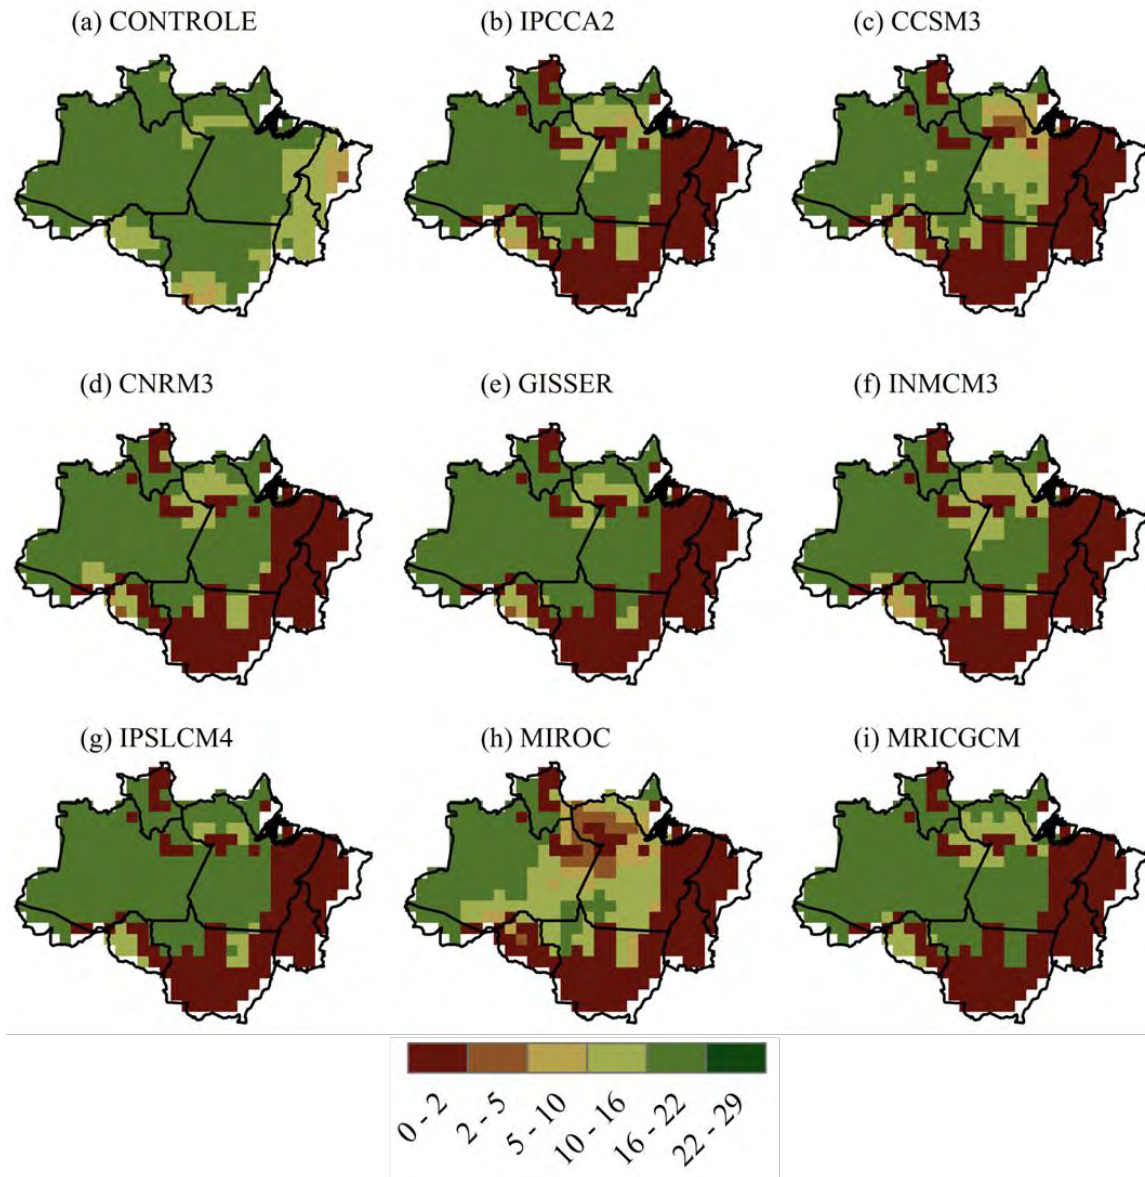 (a) CONTROLE (b) IPCCA2 (c) CCSM3
(d) CNRM3 (e) GISSER (f) INMCM3
(g) IPSLCM4 (h) MIROC (i) MRICGCM
0 - 2 2 - 5 5 - 10 10 - 16 16 - 22 22 - 29